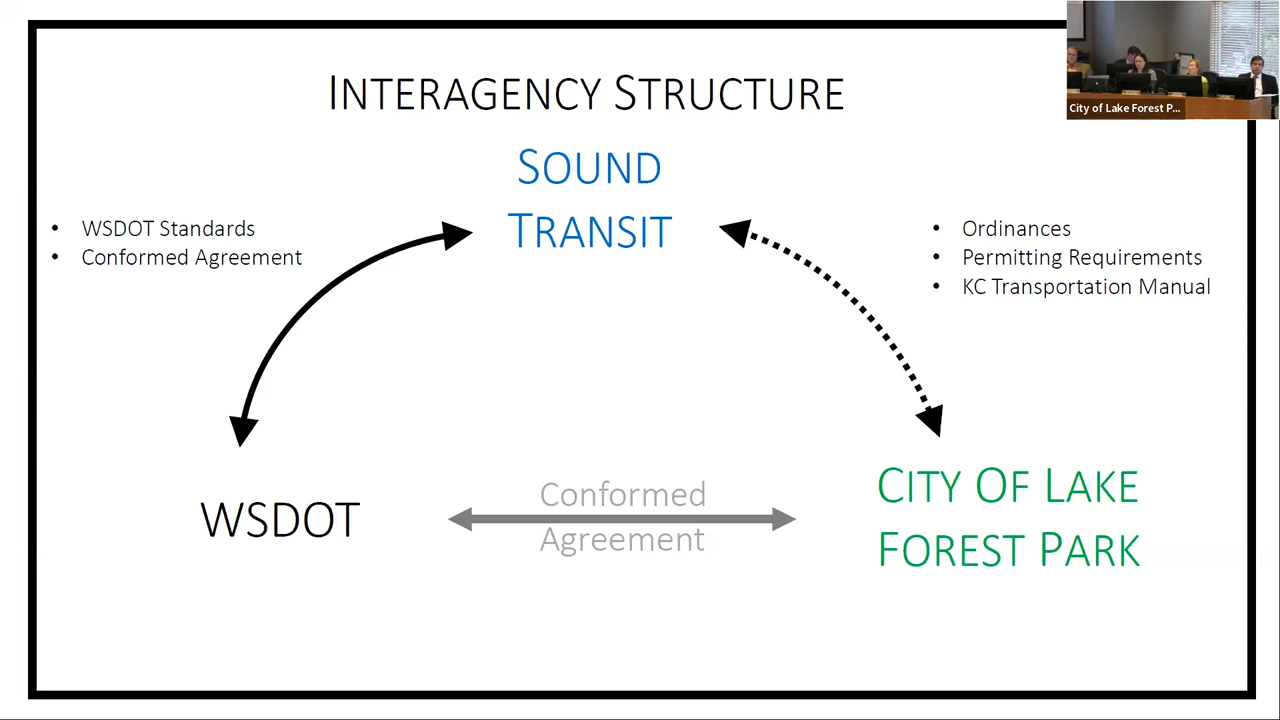 INTERAGENCY STRUCTURE
City of Lake Forest P...
SOUND
TRANSIT
• WSDOT Standards
• Conformed Agreement
• Ordinances
• Permitting Requirements
• KC Transportation Manual
WSDOT
Conformed
Agreement
CITY OF LAKE
FOREST PARK